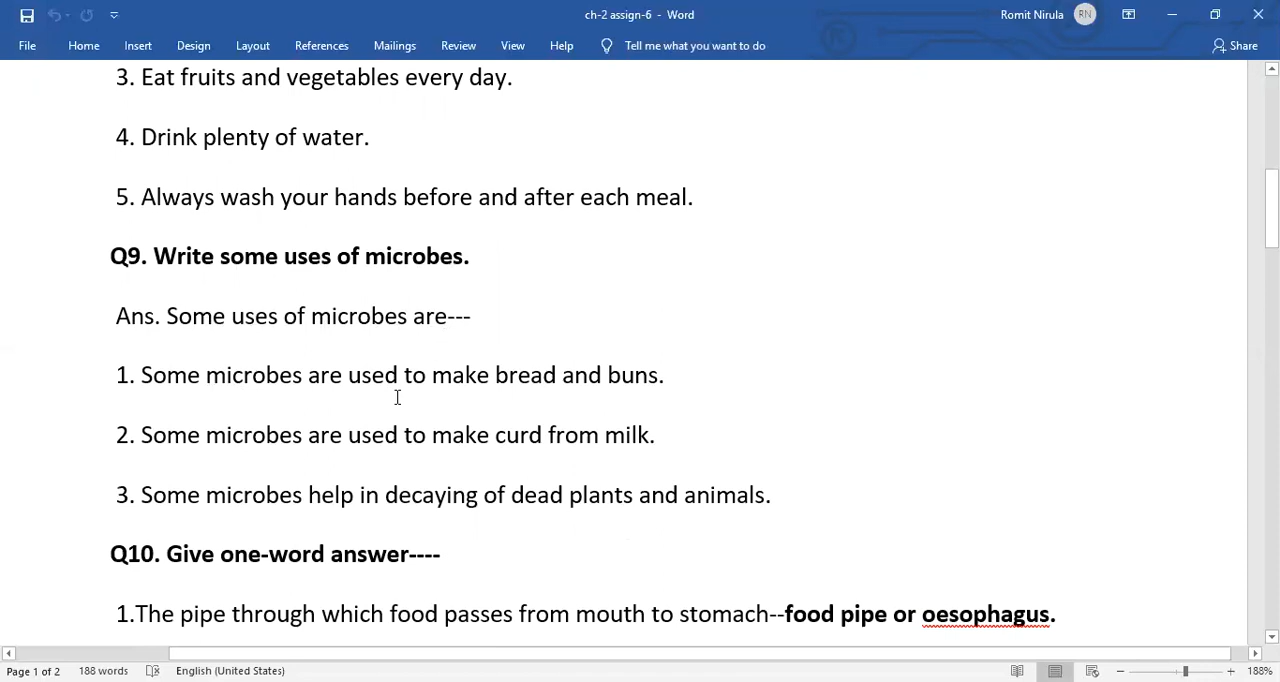 ch-2 assign-6 - Word
Romit Nirula
RN
File Home Insert Design Layout References Mailings Review View Help Tell me what you want to do Share
3. Eat fruits and vegetables every day.
4. Drink plenty of water.
5. Always wash your hands before and after each meal.
Q9. Write some uses of microbes.
Ans. Some uses of microbes are---
1. Some microbes are used to make bread and buns.
2. Some microbes are used to make curd from milk.
3. Some microbes help in decaying of dead plants and animals.
Q10. Give one-word answer----
1.The pipe through which food passes from mouth to stomach--food pipe or oesophagus.
Page 1 of 2 188 words English (United States) 188%